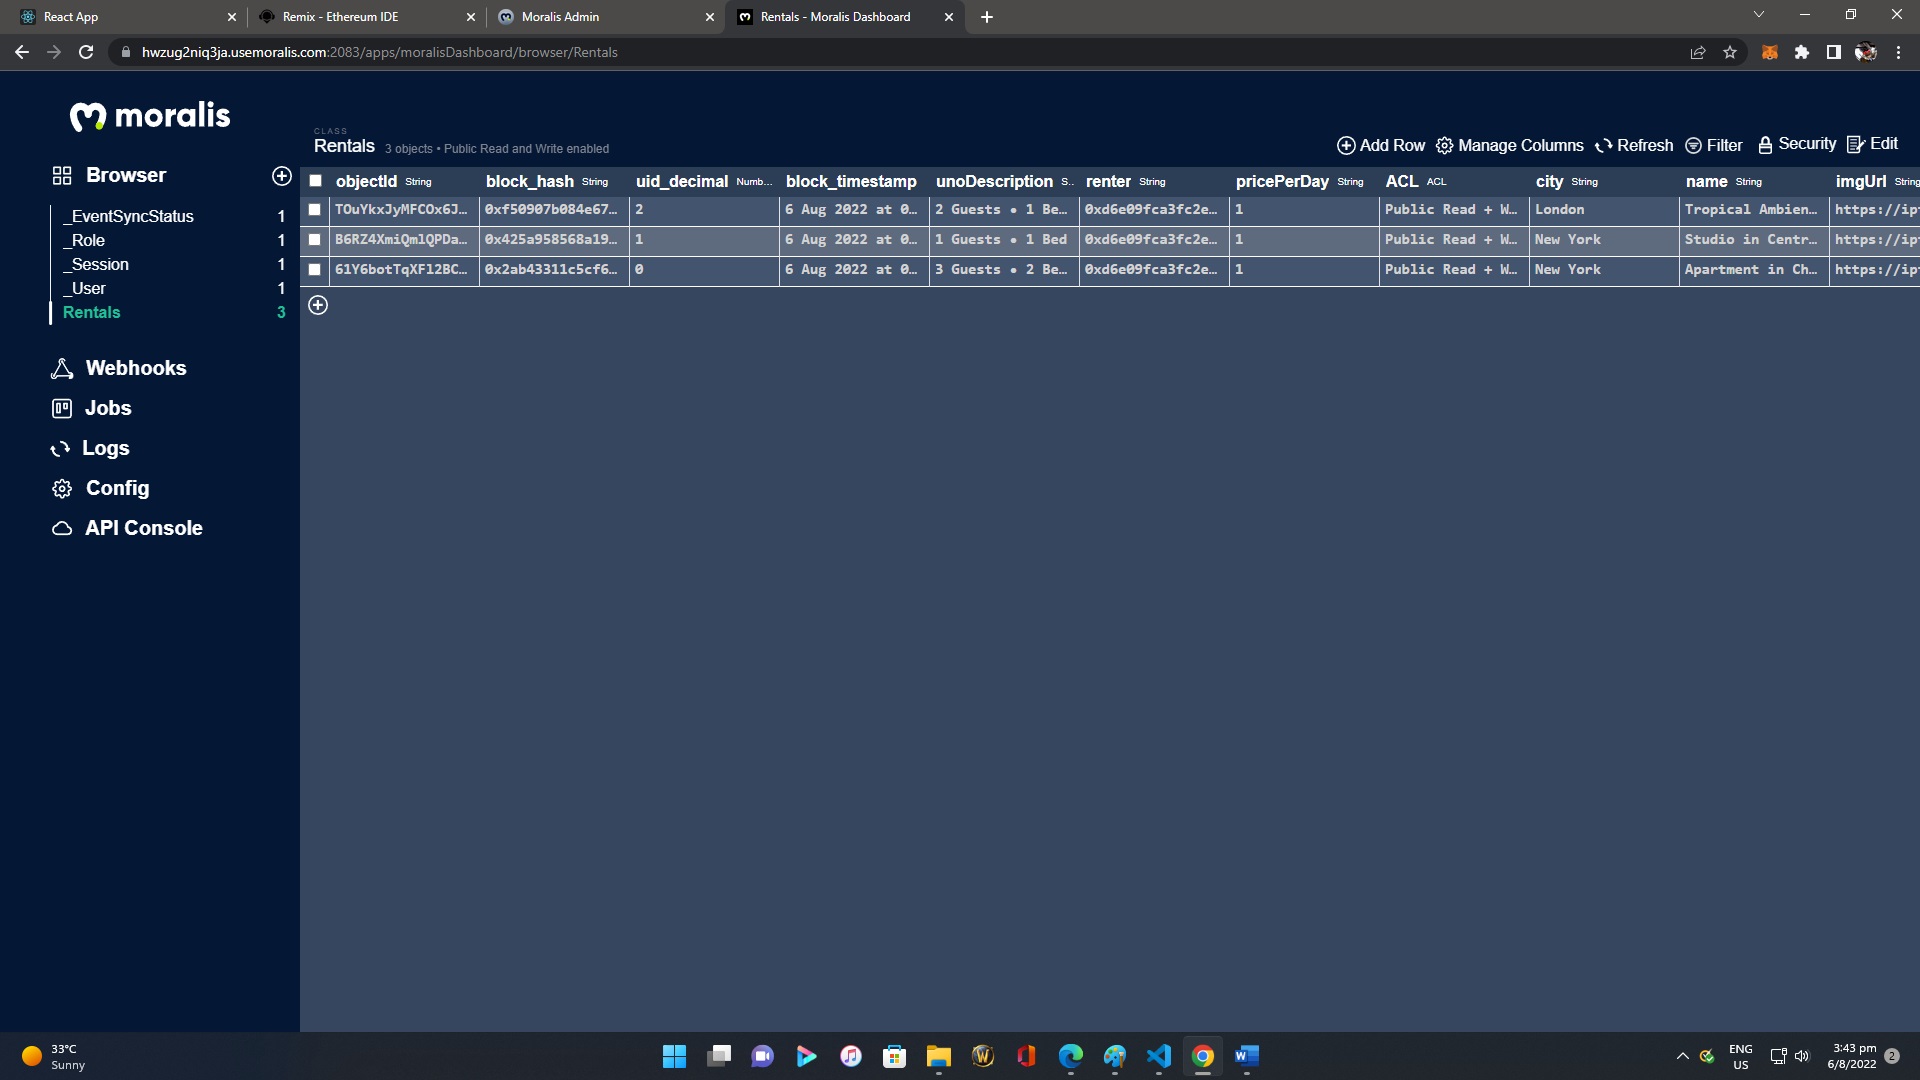 React App
Remix - Ethereum IDE
Moralis Admin
Rentals - Moralis Dashboard
hwzug2niq3ja.usemoralis.com:2083/apps/moralisDashboard/browser/Rentals
moralis
CLASS
Rentals 3 objects • Public Read and Write enabled
Add Row Manage Columns Refresh Filter Security Edit
Browser
_EventSyncStatus 1
_Role 1
_Session 1
_User 1
Rentals 3
Webhooks
Jobs
Logs
Config
API Console
objectId String block_hash String uid_decimal Numb... block_timestamp unoDescription S.. renter String pricePerDay String ACL ACL city String name String imgUrl String
TOuYkxJyMFCOx6J… 0xf50907b084e67… 2 6 Aug 2022 at 0… 2 Guests • 1 Be… 0xd6e09fca3fc2e… 1 Public Read + W… London Tropical Ambien… https://ip
B6RZ4XmiQmlQPDa… 0x425a958568a19… 1 6 Aug 2022 at 0… 1 Guests • 1 Bed 0xd6e09fca3fc2e… 1 Public Read + W… New York Studio in Centr… https://ip
61Y6botTqXFl2BC… 0x2ab43311c5cf6… 0 6 Aug 2022 at 0… 3 Guests • 2 Be… 0xd6e09fca3fc2e… 1 Public Read + W… New York Apartment in Ch… https://ip
33°C
Sunny
ENG
US
3:43 pm
6/8/2022
2